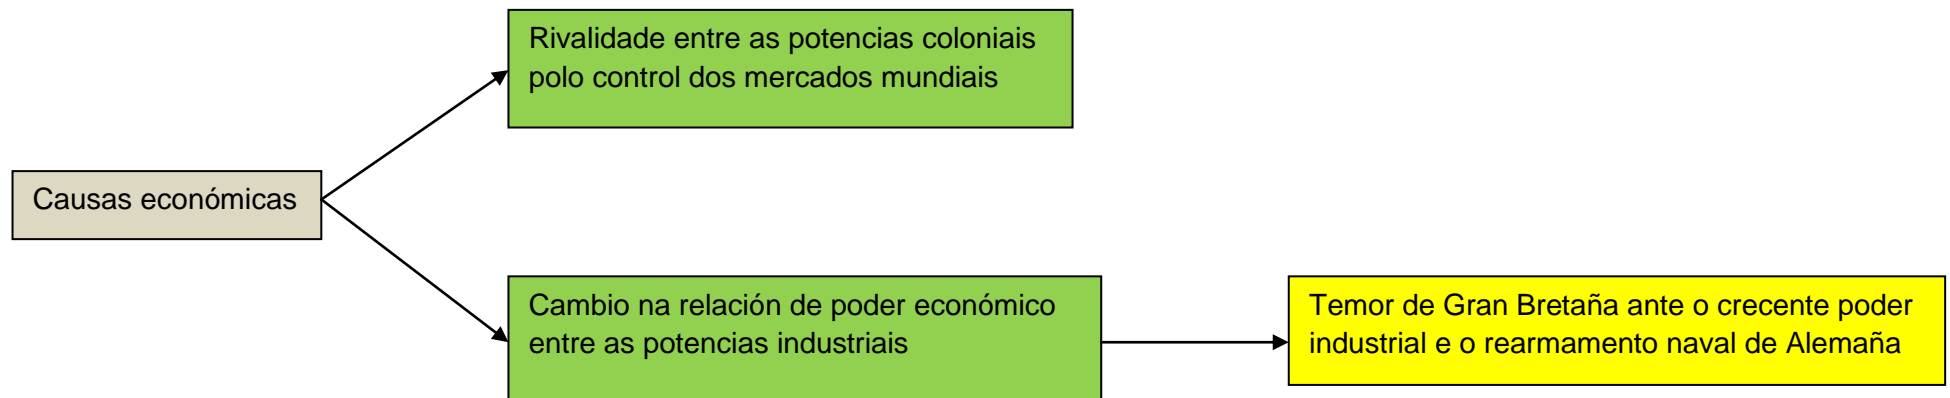 Rivalidade entre as potencias coloniais
polo control dos mercados mundiais
Causas económicas
Cambio na relación de poder económico
entre as potencias industriais
Temor de Gran Bretaña ante o crecente poder
industrial e o rearmamento naval de Alemaña